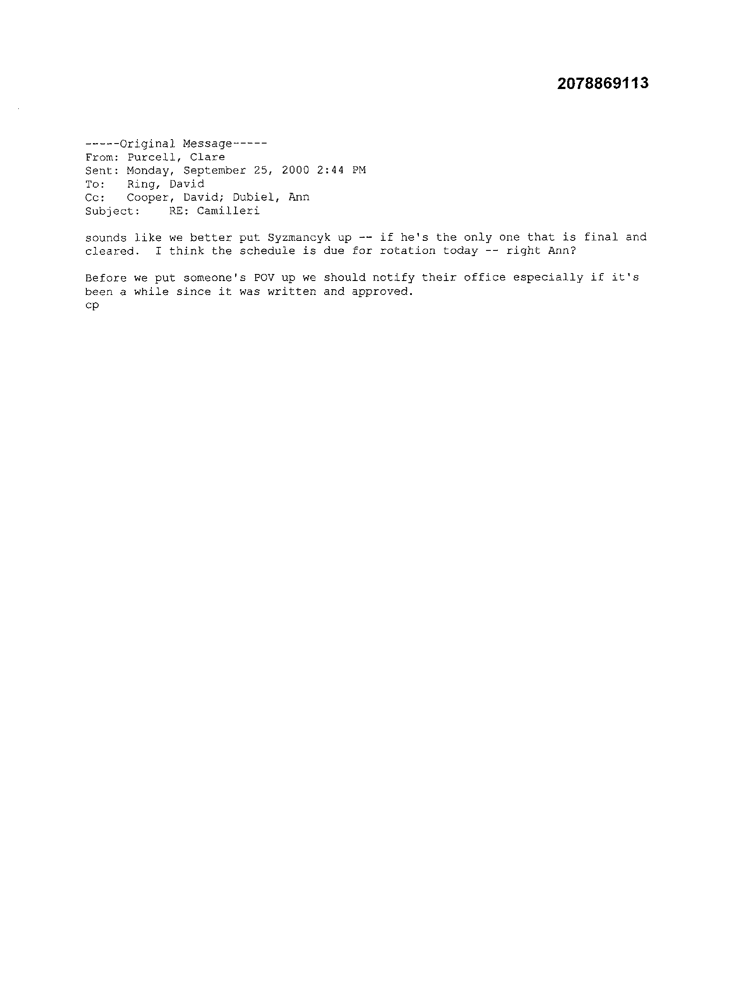 2078869113
-----Original Message-----
From: Purcell, Clare
Sent: Monday, September 25, 2000 2:44 PM
To: Ring, David
Cc: Cooper, David; Dubiel, Ann
Subject: RE: Camilleri
sounds like we better put Syzmancyk up -- if he's the only one that is final and
cleared. I think the schedule is due for rotation today -- right Ann?
Before we put someone's POV up we should notify their office especially if it's
been a while since it was written and approved.
cp